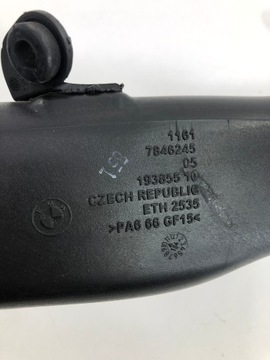 1161
7846245
05
193855 10
CZECH REPUBLIC
ETH 2535
>PA6 66 GF15<